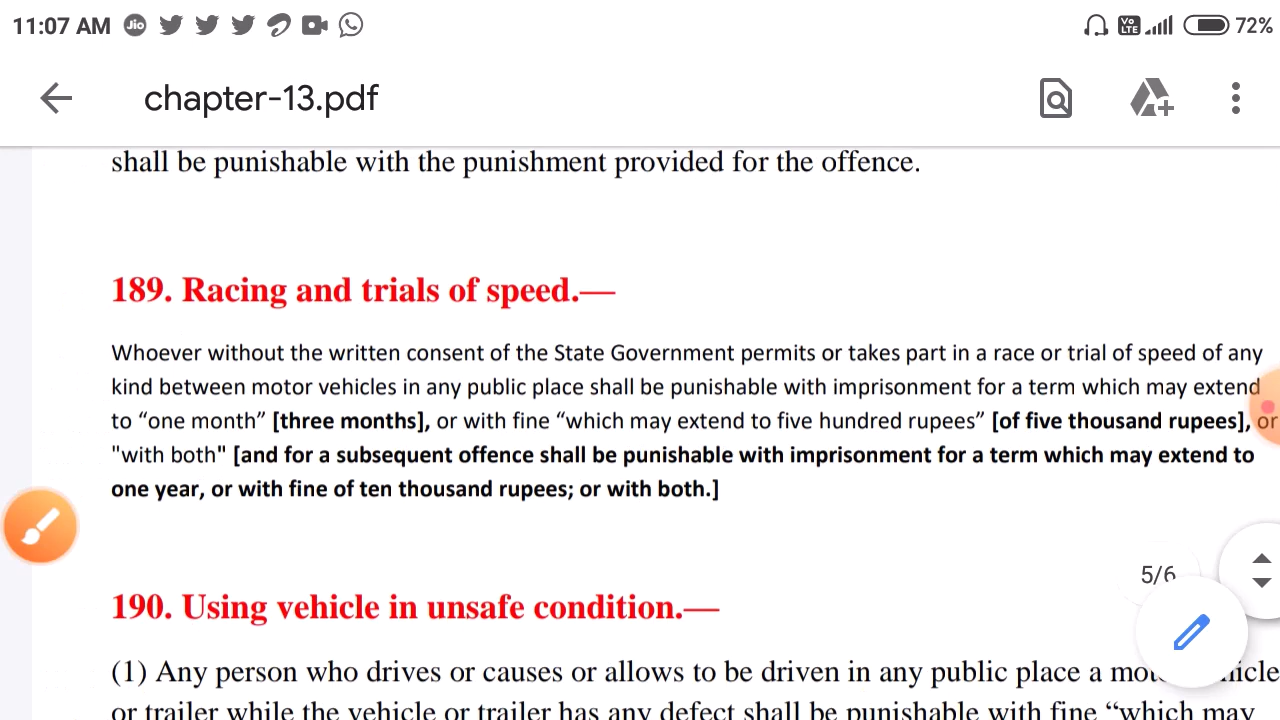 11:07 AM Jio Vo LTE 72%
chapter-13.pdf
shall be punishable with the punishment provided for the offence.
189. Racing and trials of speed.—
Whoever without the written consent of the State Government permits or takes part in a race or trial of speed of any
kind between motor vehicles in any public place shall be punishable with imprisonment for a term which may extend
to “one month” [three months], or with fine “which may extend to five hundred rupees” [of five thousand rupees], or
"with both" [and for a subsequent offence shall be punishable with imprisonment for a term which may extend to
one year, or with fine of ten thousand rupees; or with both.]
5/6
190. Using vehicle in unsafe condition.—
(1) Any person who drives or causes or allows to be driven in any public place a
or trailer while the vehicle or trailer has any defect shall be punishable with fine “which may